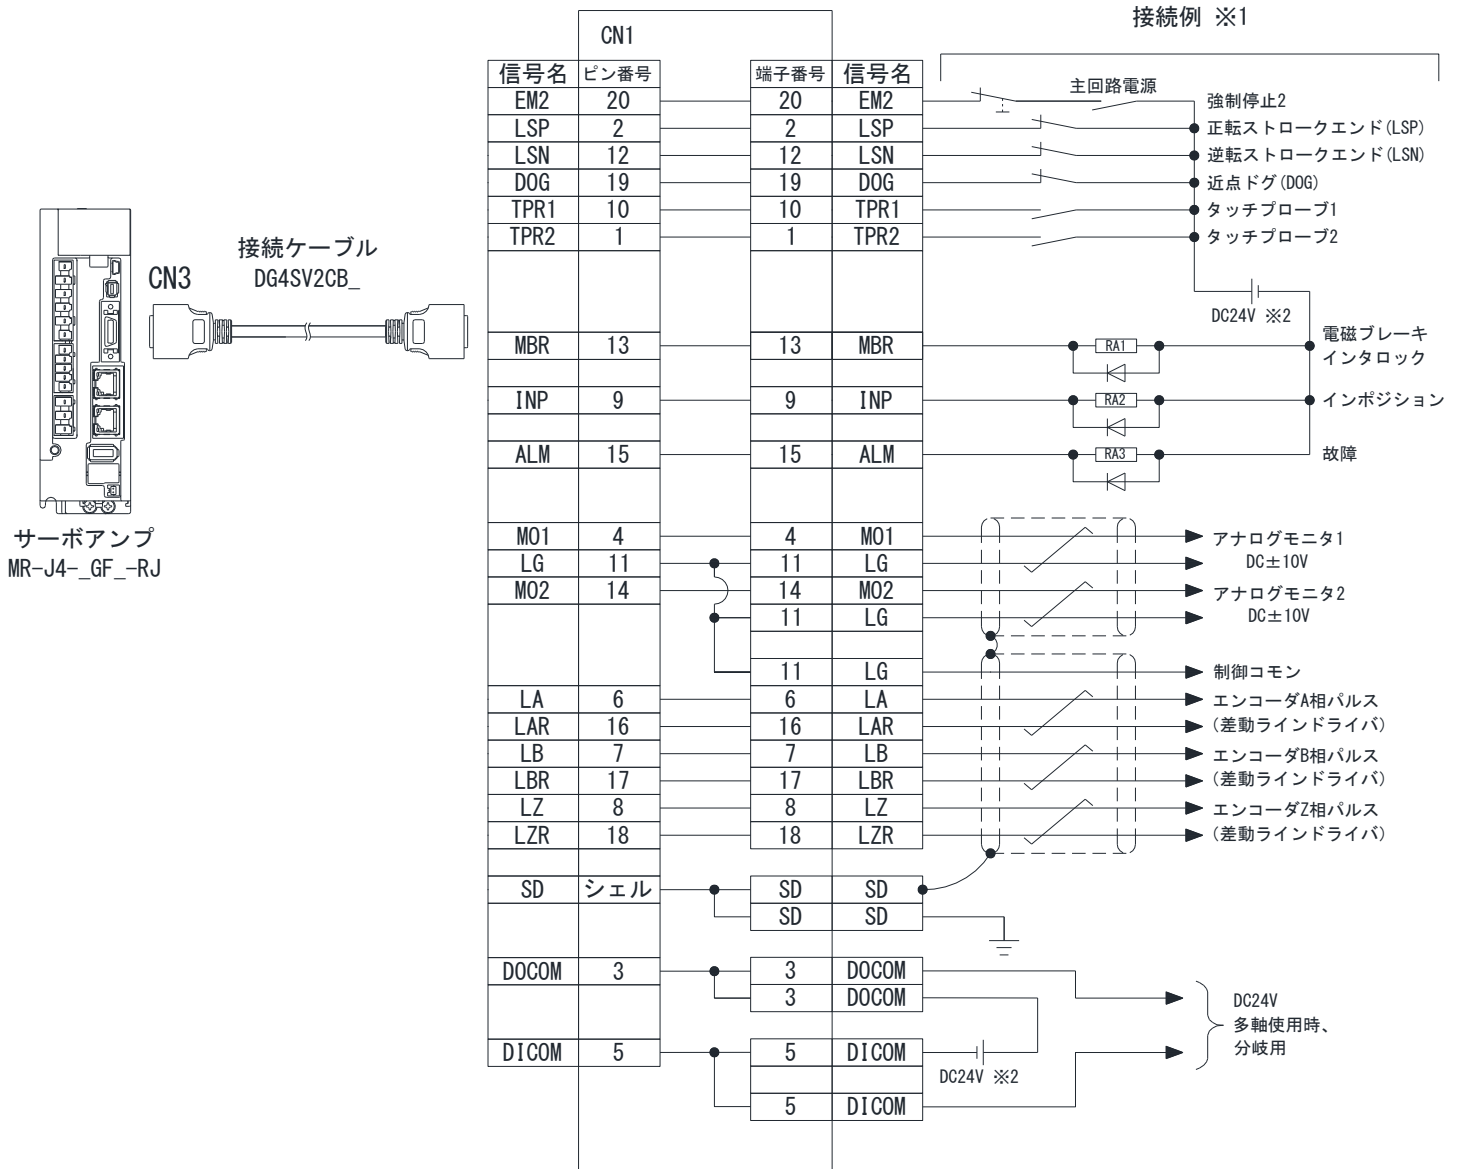 接続例 ※1
CN1
信号名 ピン番号 端子番号 信号名
EM2 20 20 EM2 主回路電源 強制停止2
LSP 2 2 LSP 正転ストロークエンド(LSP)
LSN 12 12 LSN 逆転ストロークエンド(LSN)
DOG 19 19 DOG 近点ドグ(DOG)
TPR1 10 10 TPR1 タッチプローブ1
TPR2 1 1 TPR2 タッチプローブ2
接続ケーブル
DG4SV2CB_
CN3
DC24V ※2
MBR 13 13 MBR RA1 電磁ブレーキ
インタロック
INP 9 9 INP RA2 インポジション
ALM 15 15 ALM RA3 故障
サーボアンプ
MR-J4-_GF_-RJ
MO1 4 4 MO1 アナログモニタ1
LG 11 11 LG DC±10V
MO2 14 14 MO2 アナログモニタ2
11 LG DC±10V
11 LG 制御コモン
LA 6 6 LA エンコーダA相パルス
LAR 16 16 LAR (差動ラインドライバ)
LB 7 7 LB エンコーダB相パルス
LBR 17 17 LBR (差動ラインドライバ)
LZ 8 8 LZ エンコーダZ相パルス
LZR 18 18 LZR (差動ラインドライバ)
SD シェル SD SD
SD SD
DOCOM 3 3 DOCOM
3 DOCOM
DC24V
多軸使用時、
分岐用
DICOM 5 5 DICOM
DC24V ※2
5 DICOM